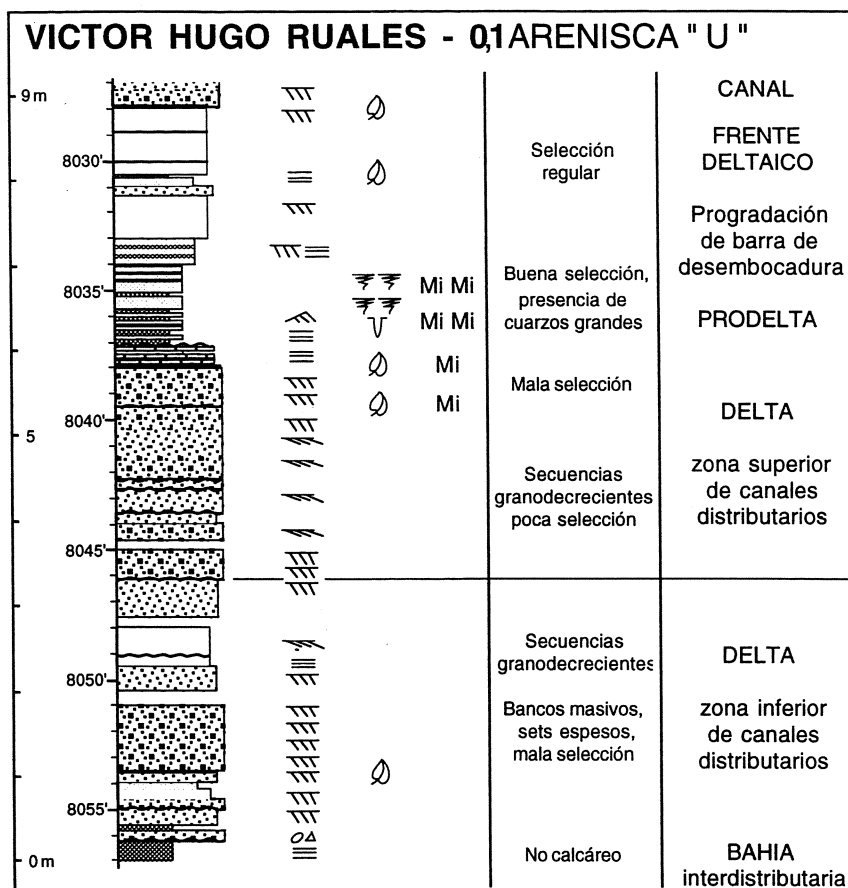 VICTOR HUGO RUALES - 0,1 ARENISCA " U "
9 m
5
0 m
8030'
8035'
8040'
8045'
8050'
8055'
Mi Mi
Mi Mi
Mi
Mi
Selección
regular
Buena selección,
presencia de
cuarzos grandes
Mala selección
Secuencias
granodecrecientes
poca selección
Secuencias
granodecrecientes
Bancos masivos,
sets espesos,
mala selección
No calcáreo
CANAL
FRENTE
DELTAICO
Progradación
de barra de
desembocadura
PRODELTA
DELTA
zona superior
de canales
distributarios
DELTA
zona inferior
de canales
distributarios
BAHIA
interdistributaria